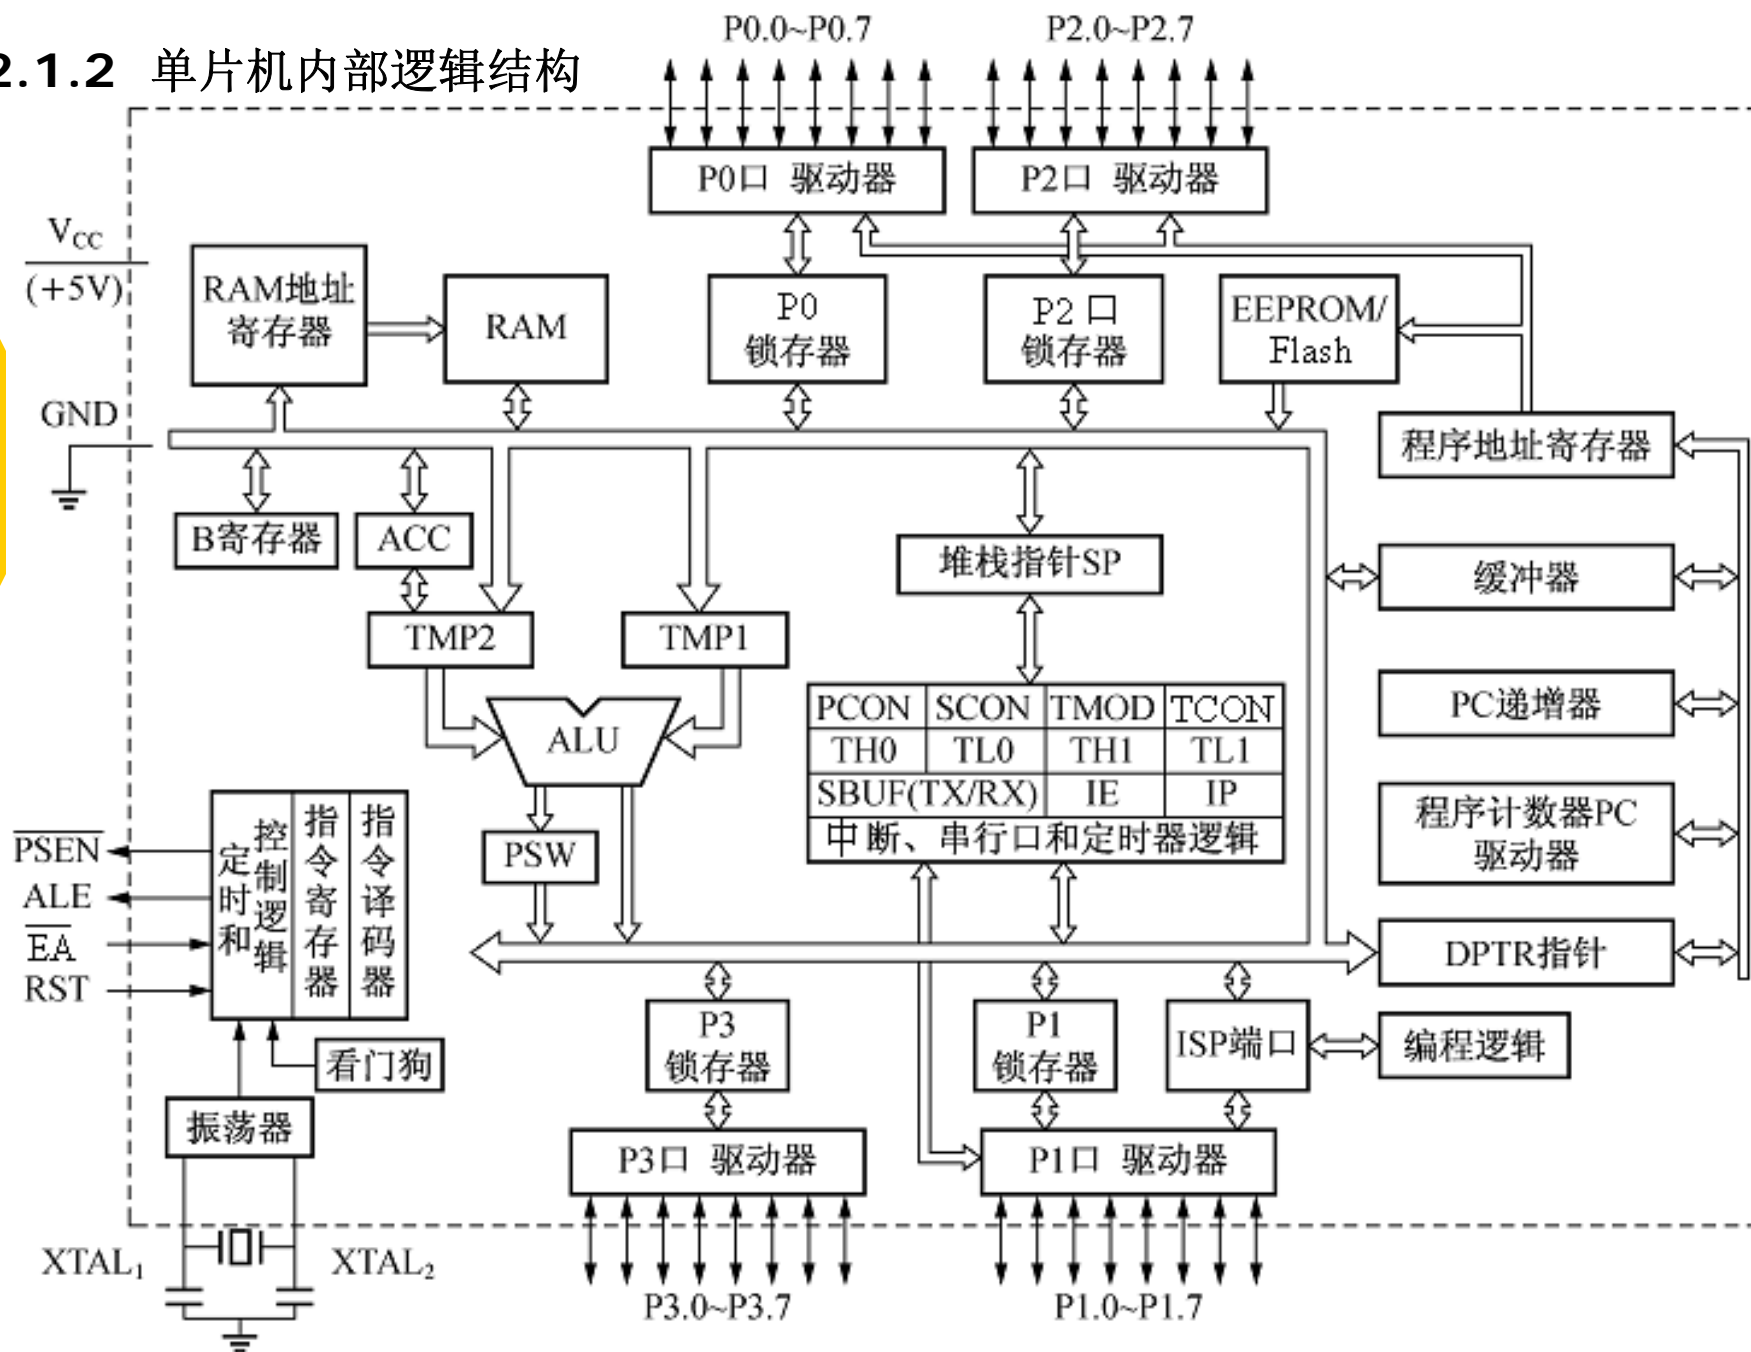 P0.0~P0.7
P2.0~P2.7
2.1.2 单片机内部逻辑结构
P0口 驱动器
P2口 驱动器
VCC
(+5V)
RAM地址
寄存器
RAM
P0
锁存器
P2口
锁存器
EEPROM/
Flash
GND
程序地址寄存器
B寄存器
ACC
堆栈指针SP
缓冲器
TMP2
TMP1
PCON SCON TMOD TCON
TH0 TL0 TH1 TL1
SBUF(TX/RX) IE IP
中断、串行口和定时器逻辑
ALU
PC递增器
程序计数器PC
驱动器
PSW
PSEN
ALE
EA
RST
定时和
控制逻辑
指令寄存器
指令译码器
DPTR指针
P3
锁存器
P1
锁存器
ISP端口
编程逻辑
看门狗
振荡器
P3口 驱动器
P1口 驱动器
XTAL1
XTAL2
P3.0~P3.7
P1.0~P1.7